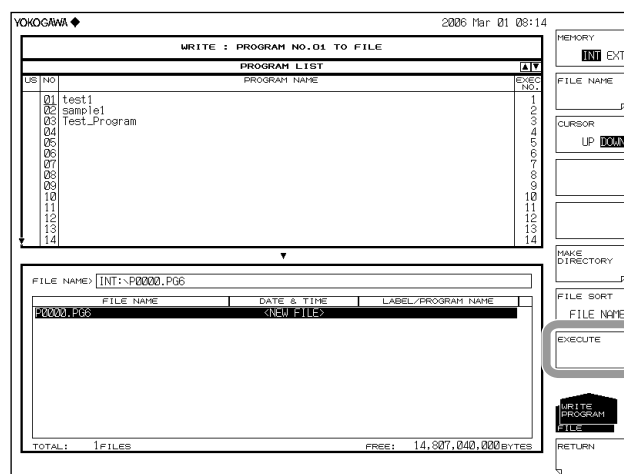 YOKOGAWA ◆ 2006 Mar 01 08:14
WRITE : PROGRAM NO.01 TO FILE
PROGRAM LIST
US NO PROGRAM NAME EXEC NO.
01 test1 1
02 sample1 2
03 Test_Program 3
04 4
05 5
06 6
07 7
08 8
09 9
10 10
11 11
12 12
13 13
14 14
FILE NAME> INT:\P0000.PG6
FILE NAME DATE & TIME LABEL/PROGRAM NAME
P0000.PG6 <NEW FILE>
TOTAL: 1FILES FREE: 14,807,040,000BYTES
MEMORY
INT EXT
FILE NAME
CURSOR
UP DOWN
MAKE
DIRECTORY
FILE SORT
FILE NAME
EXECUTE
WRITE
PROGRAM
FILE
RETURN